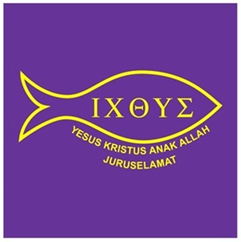 ΙΧΘΥΣ
YESUS KRISTUS ANAK ALLAH
JURUSELAMAT